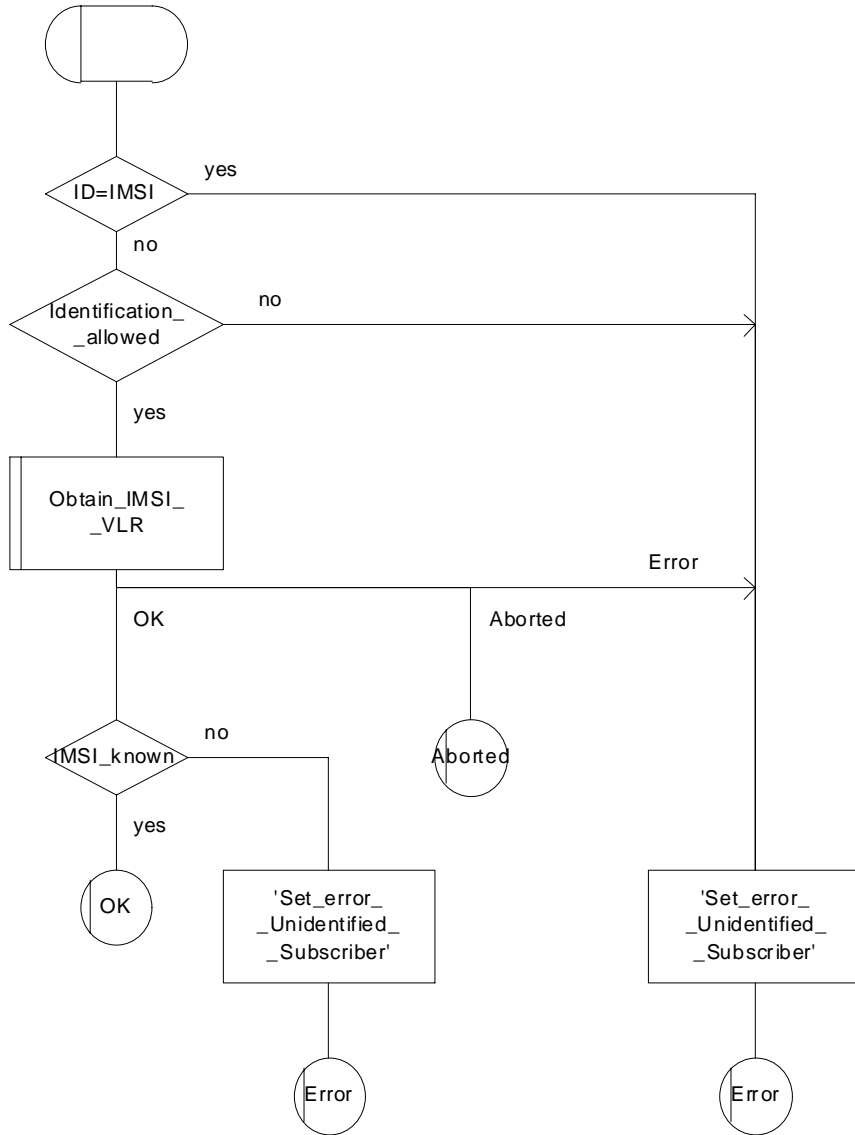 yes
ID=IMSI
no
Identification_
_allowed
no
yes
Obtain_IMSI_
_VLR
Error
OK
Aborted
IMSI_known
no
Aborted
yes
OK
'Set_error_
_Unidentified_
_Subscriber'
'Set_error_
_Unidentified_
_Subscriber'
Error
Error